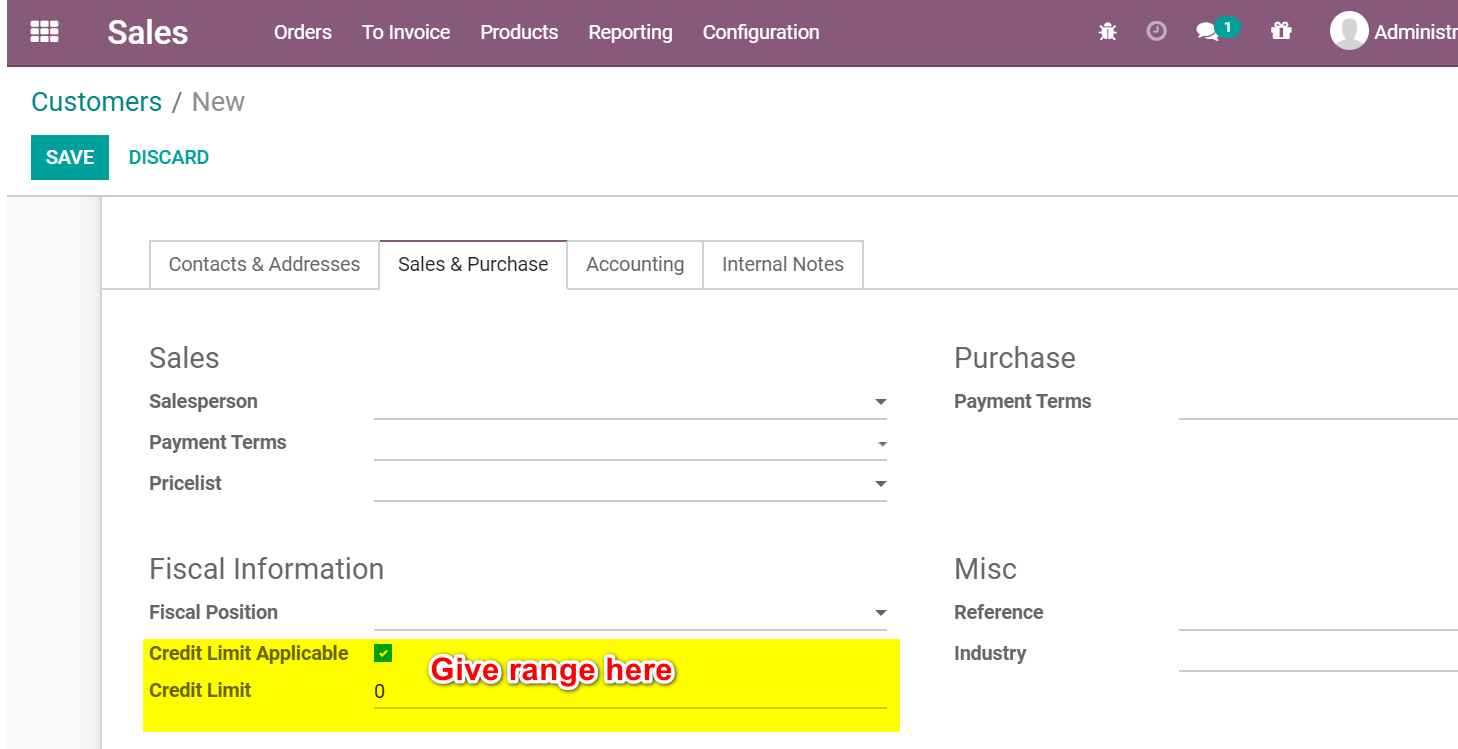 Sales Orders To Invoice Products Reporting Configuration 1 Administr
Customers / New
SAVE DISCARD
Contacts & Addresses Sales & Purchase Accounting Internal Notes
Sales Purchase
Salesperson Payment Terms
Payment Terms
Pricelist
Fiscal Information Misc
Fiscal Position Reference
Credit Limit Applicable Give range here Industry
Credit Limit 0